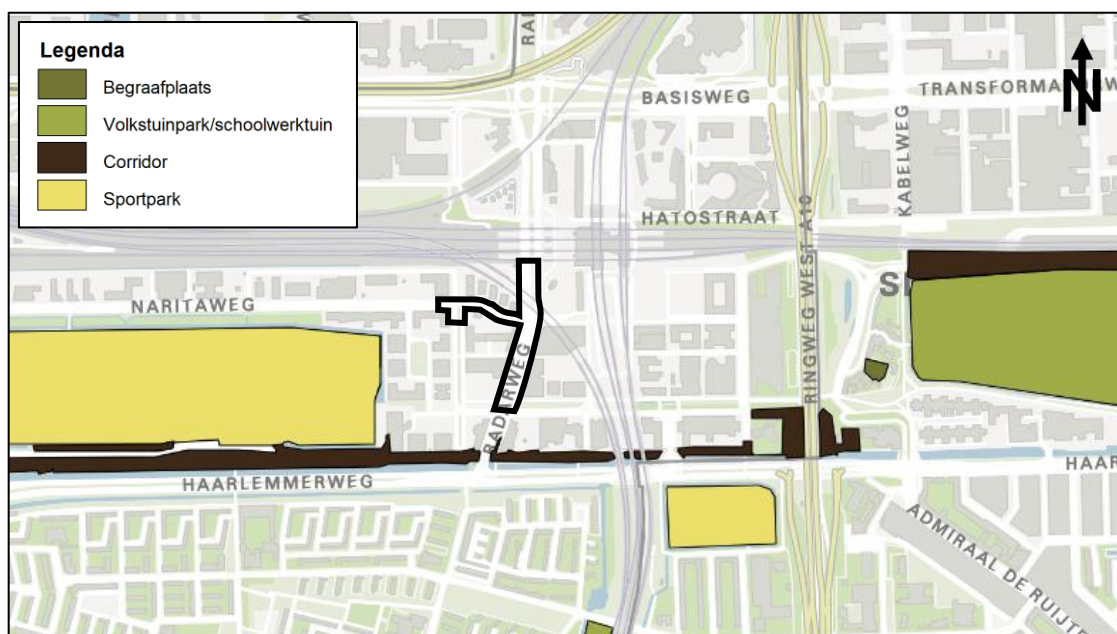 Legenda
Begraafplaats
Volkstuinpark/schoolwerktuin
Corridor
Sportpark
N
BASISWEG
TRANSFORMA
KABELWEG
HATOSTRAAT
RINGWEG WEST A10
NARITAWEG
RADARWEG
HAARLEMMERWEG
HAAR
ADMIRAAL DE RUIJTE